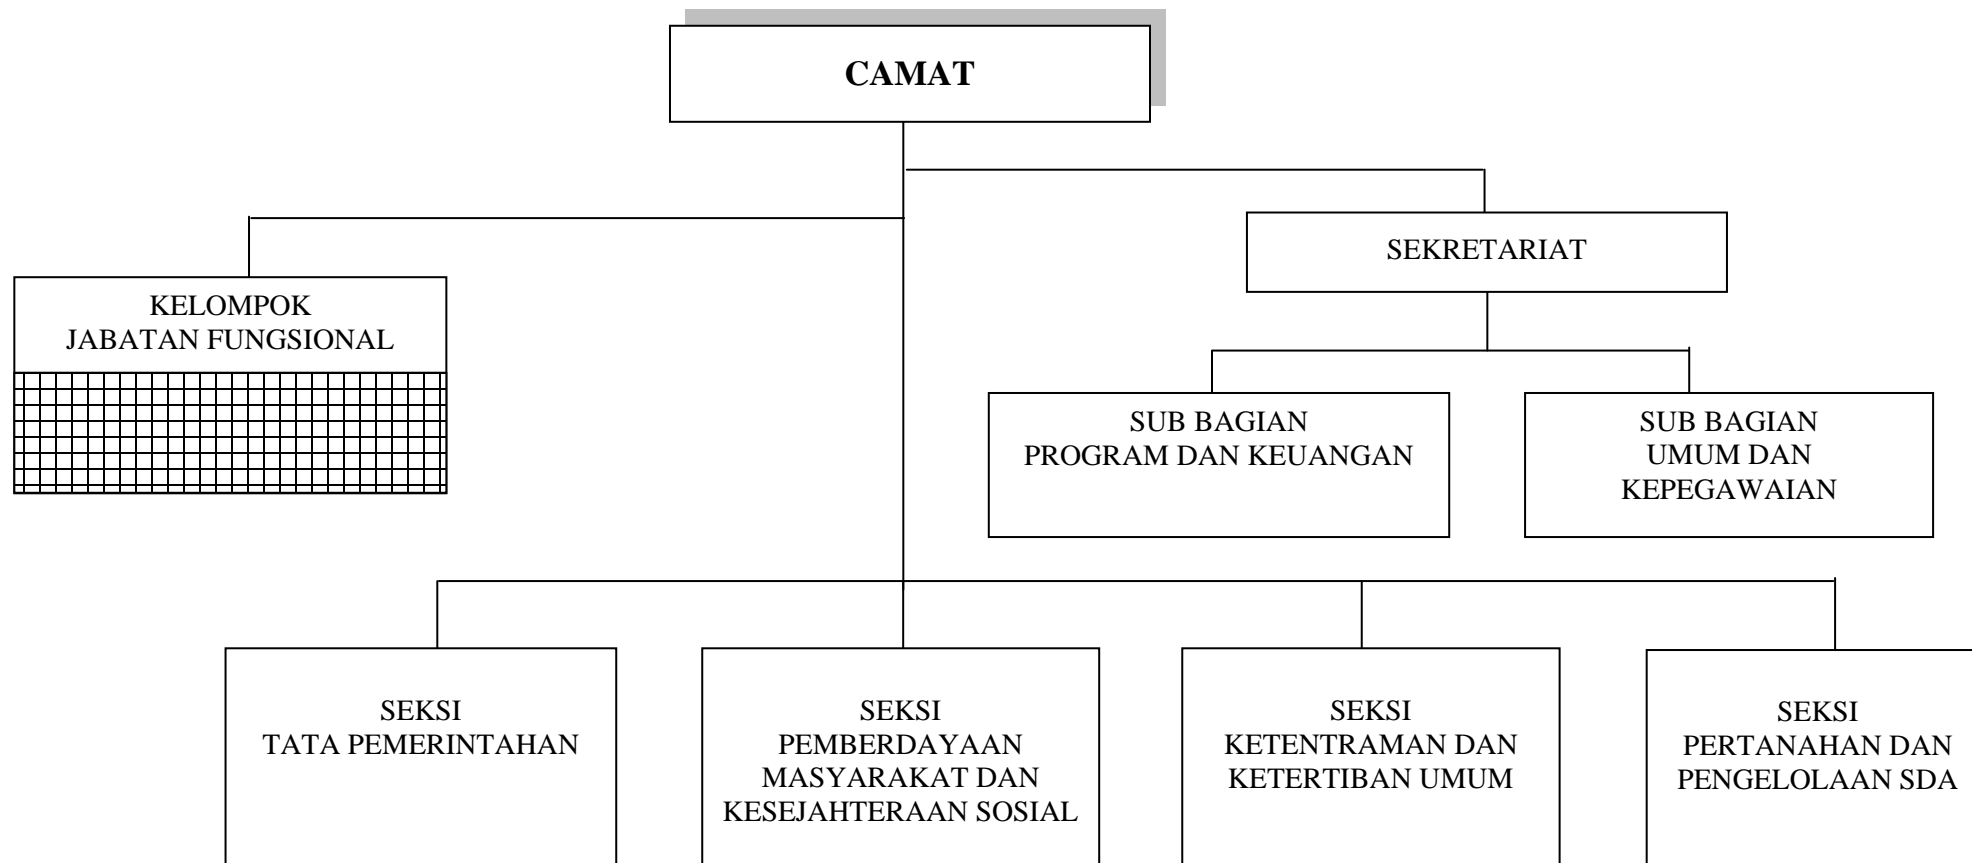 CAMAT
SEKRETARIAT
KELOMPOK
JABATAN FUNGSIONAL
SUB BAGIAN
PROGRAM DAN KEUANGAN
SUB BAGIAN
UMUM DAN
KEPEGAWAIAN
SEKSI
TATA PEMERINTAHAN
SEKSI
PEMBERDAYAAN
MASYARAKAT DAN
KESEJAHTERAAN SOSIAL
SEKSI
KETENTRAMAN DAN
KETERTIBAN UMUM
SEKSI
PERTANAHAN DAN
PENGELOLAAN SDA